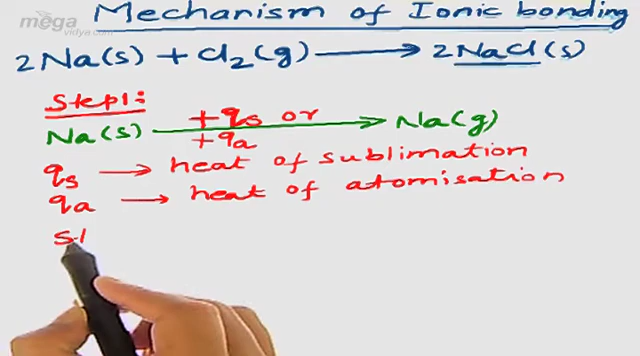 mega
vidya.com
Mechanism of Ionic bonding
2Na(s) + Cl₂(g) ⟶ 2NaCl(s)
Step1:
+qs or
Na(s) ⟶ Na(g)
+qa
qs ⟶ heat of sublimation
qa ⟶ heat of atomisation